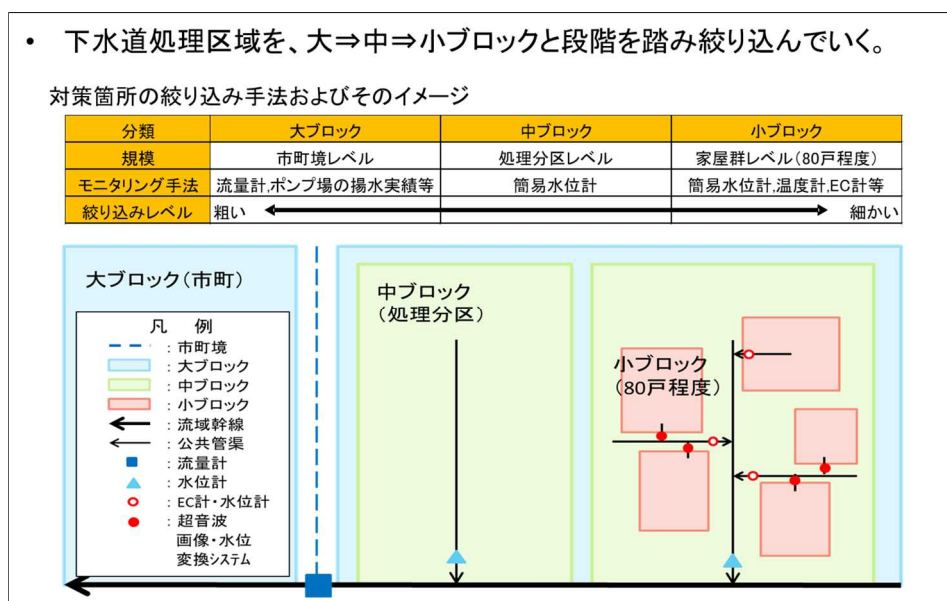 • 下水道処理区域を、大⇒中⇒小ブロックと段階を踏み絞り込んでいく。
対策箇所の絞り込み手法およびそのイメージ
分類 大ブロック 中ブロック 小ブロック
規模 市町境レベル 処理分区レベル 家屋群レベル(80戸程度)
モニタリング手法 流量計,ポンプ場の揚水実績等 簡易水位計 簡易水位計,温度計,EC計等
絞り込みレベル 粗い 細かい
大ブロック(市町)
凡 例
: 市町境
: 大ブロック
: 中ブロック
: 小ブロック
: 流域幹線
: 公共管渠
: 流量計
: 水位計
: EC計・水位計
: 超音波
画像・水位
変換システム
中ブロック
(処理分区)
小ブロック
(80戸程度)